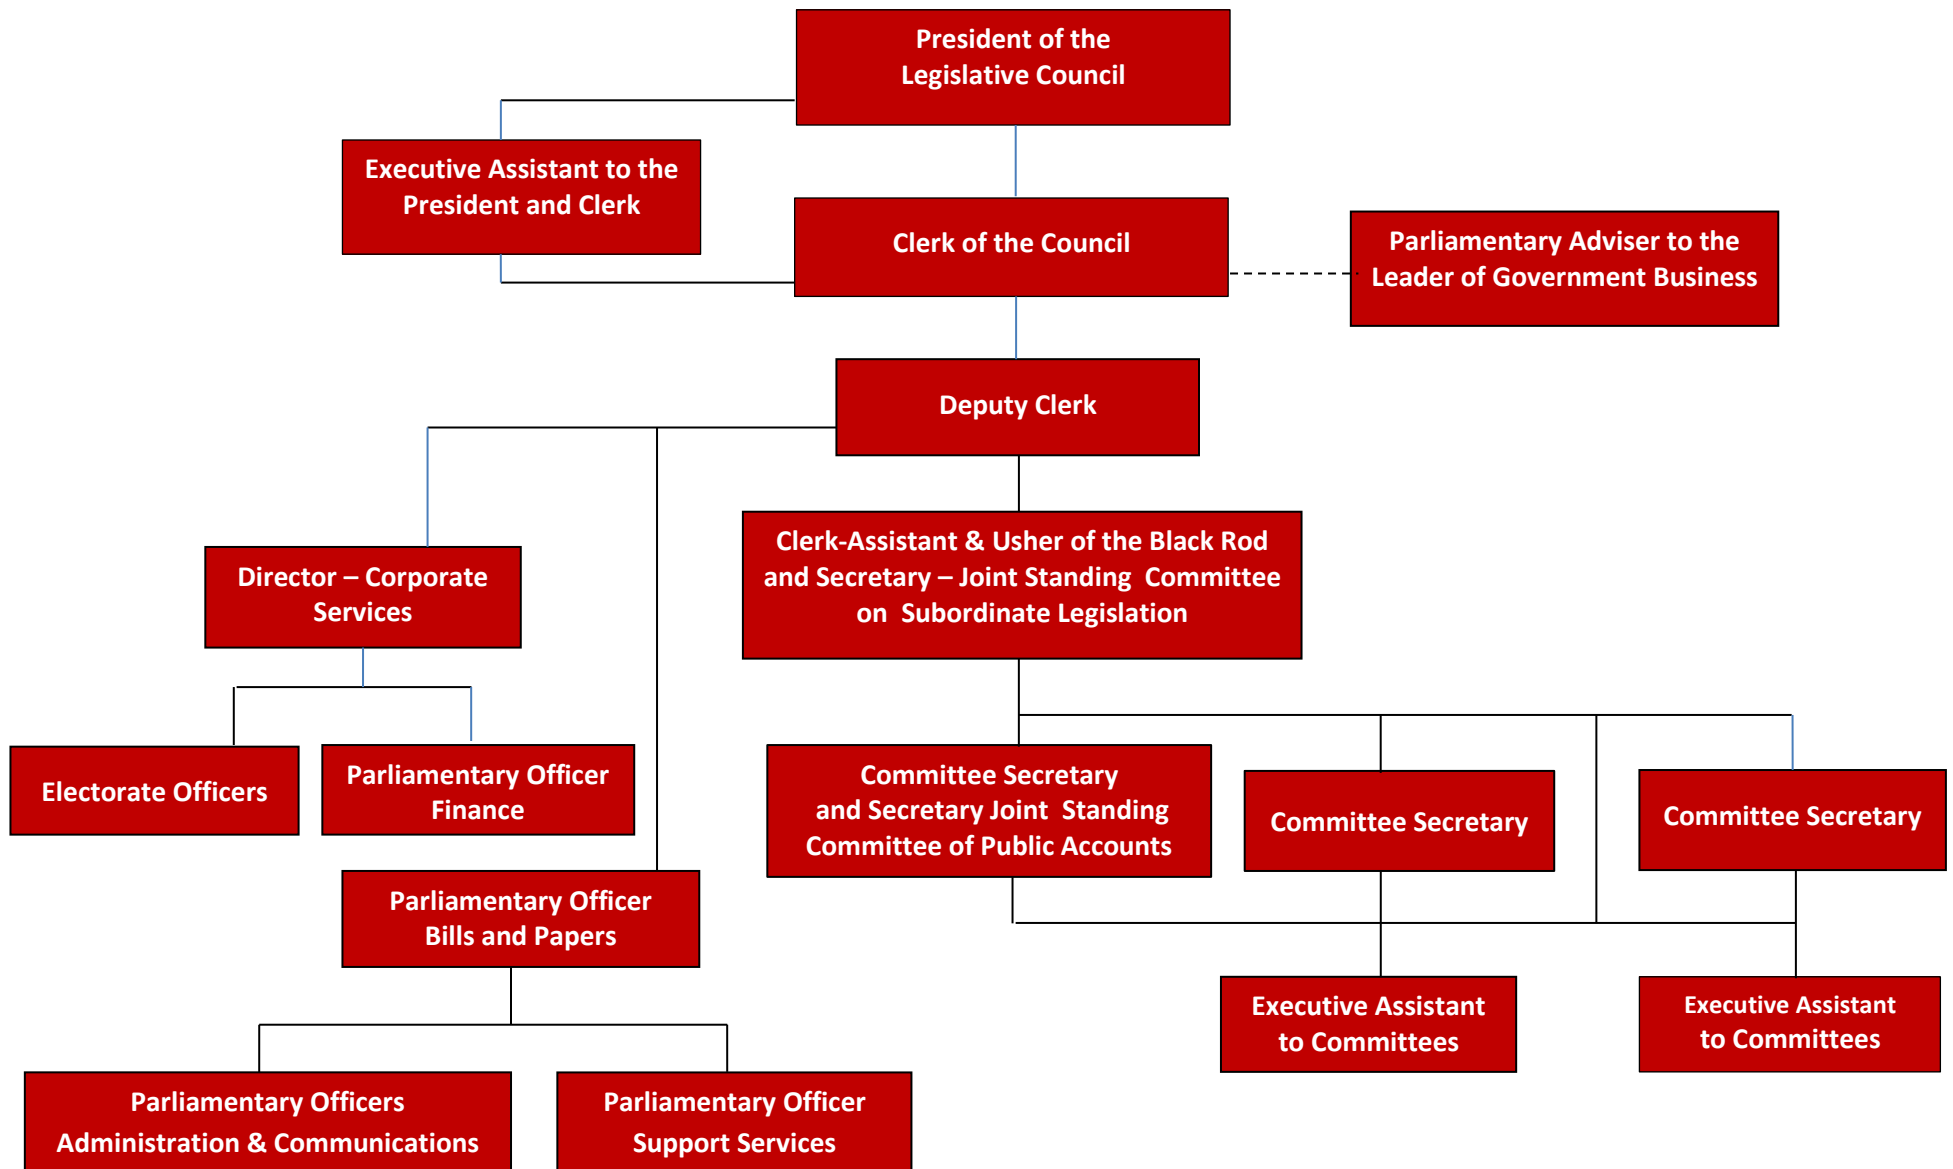 President of the
Legislative Council
Executive Assistant to the
President and Clerk
Clerk of the Council
Parliamentary Adviser to the
Leader of Government Business
Deputy Clerk
Clerk-Assistant & Usher of the Black Rod
and Secretary – Joint Standing Committee
on Subordinate Legislation
Director – Corporate
Services
Electorate Officers
Parliamentary Officer
Finance
Committee Secretary
and Secretary Joint Standing
Committee of Public Accounts
Committee Secretary
Committee Secretary
Parliamentary Officer
Bills and Papers
Executive Assistant
to Committees
Executive Assistant
to Committees
Parliamentary Officers
Administration & Communications
Parliamentary Officer
Support Services